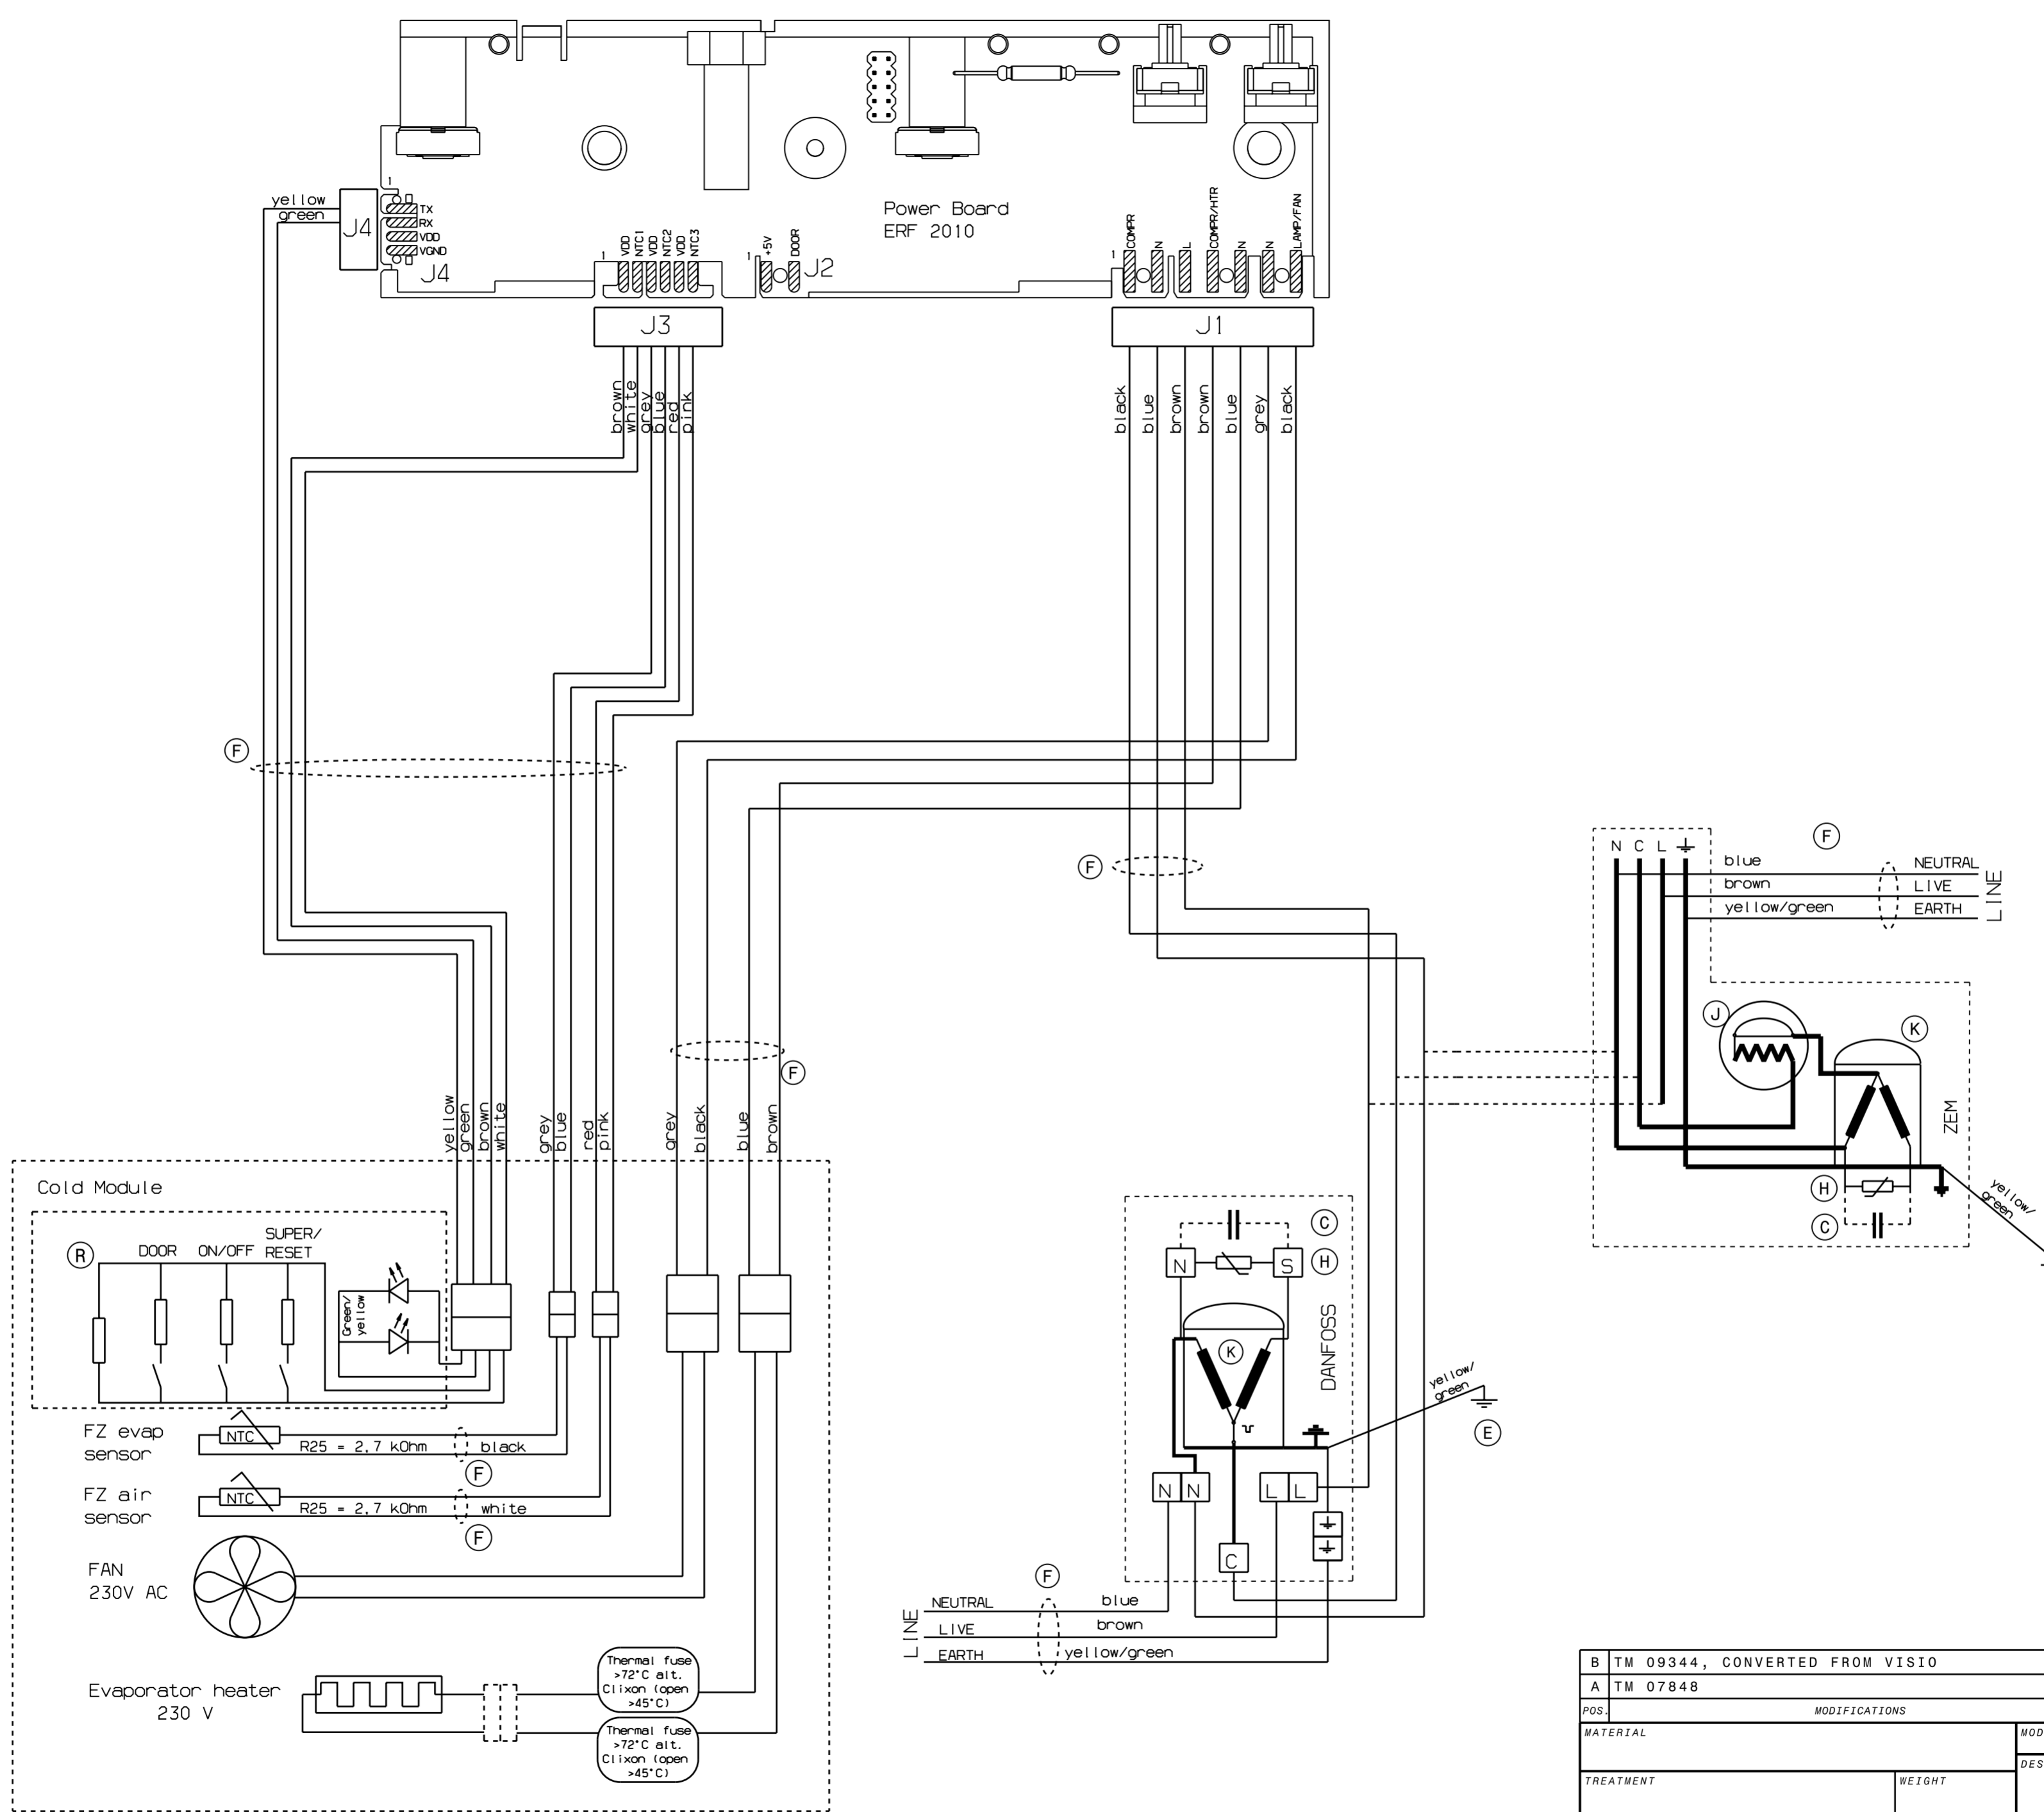 Power Board
ERF 2010
yellow
green
J4
1
TX
RX
VDD
VGND
J4
1
VDD
NTC1
VDD
NTC2
VDD
NTC3
1
+5V
DOOR
J2
1
COMPR
N
L
COMPR/HTR
N
N
LAMP/FAN
J3
J1
brown
white
grey
blue
red
pink
black
blue
brown
brown
blue
grey
black
F
F
F
yellow
green
brown
white
grey
blue
red
pink
grey
black
blue
brown
Cold Module
R
DOOR
ON/OFF
SUPER/
RESET
Green/
yellow
FZ evap
sensor
NTC
R25 = 2,7 kOhm
black
F
FZ air
sensor
NTC
R25 = 2,7 kOhm
white
F
FAN
230V AC
Evaporator heater
230 V
Thermal fuse
>72°C alt.
Clixon (open
>45°C)
Thermal fuse
>72°C alt.
Clixon (open
>45°C)
C
N
S
H
K
DANFOSS
yellow/
green
E
N N
L L
C
F
LINE
NEUTRAL
blue
LIVE
brown
EARTH
yellow/green
N C L
F
blue
NEUTRAL
brown
LIVE
yellow/green
EARTH
LINE
J
K
ZEM
H
C
yellow/
green
B TM 09344, CONVERTED FROM VISIO
A TM 07848
POS. MODIFICATIONS
MATERIAL
MOD
DES
TREATMENT
WEIGHT